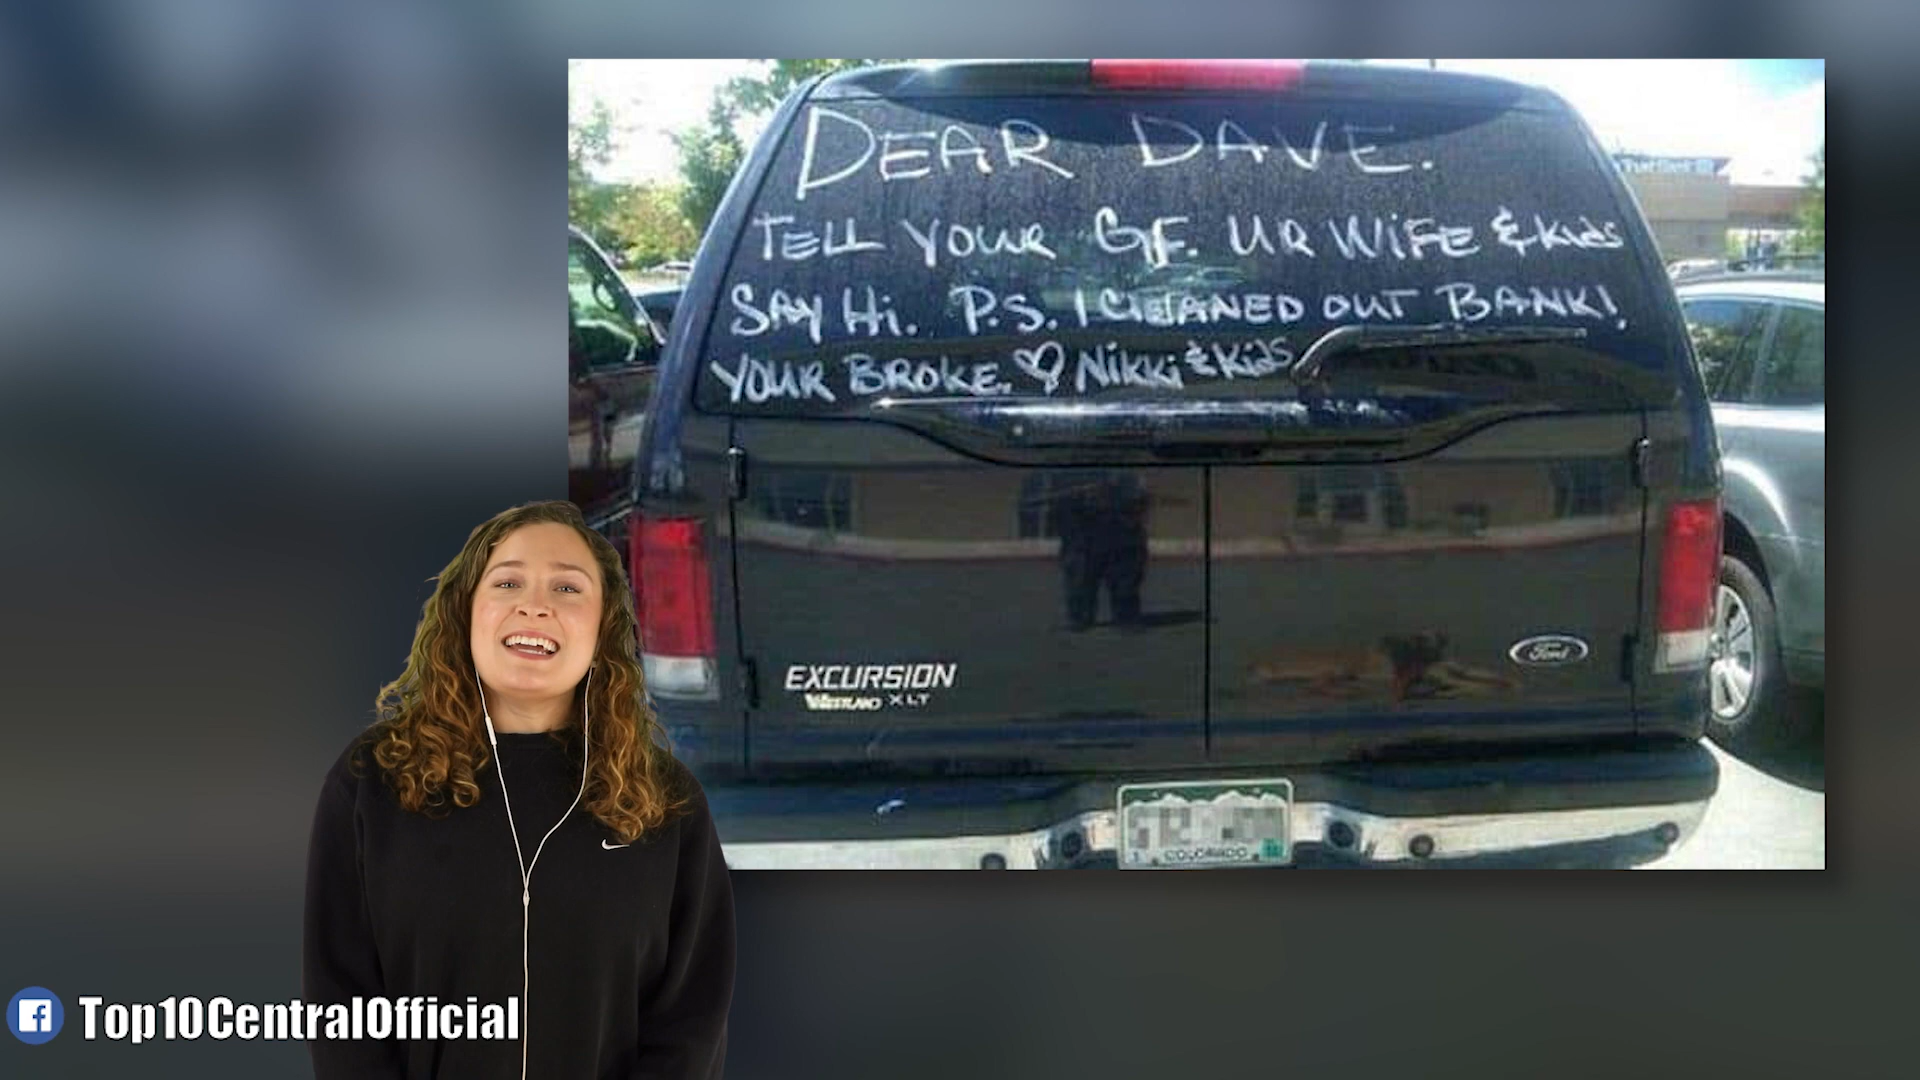 DEAR DAVE.
TELL YOUR GF. UR WIFE & Kids
SAY Hi. P.S. I CLEANED OUT BANK!
YOUR BROKE. ♡ Nikki & Kids
EXCURSION
XLT
Ford
COLORADO
Top10CentralOfficial